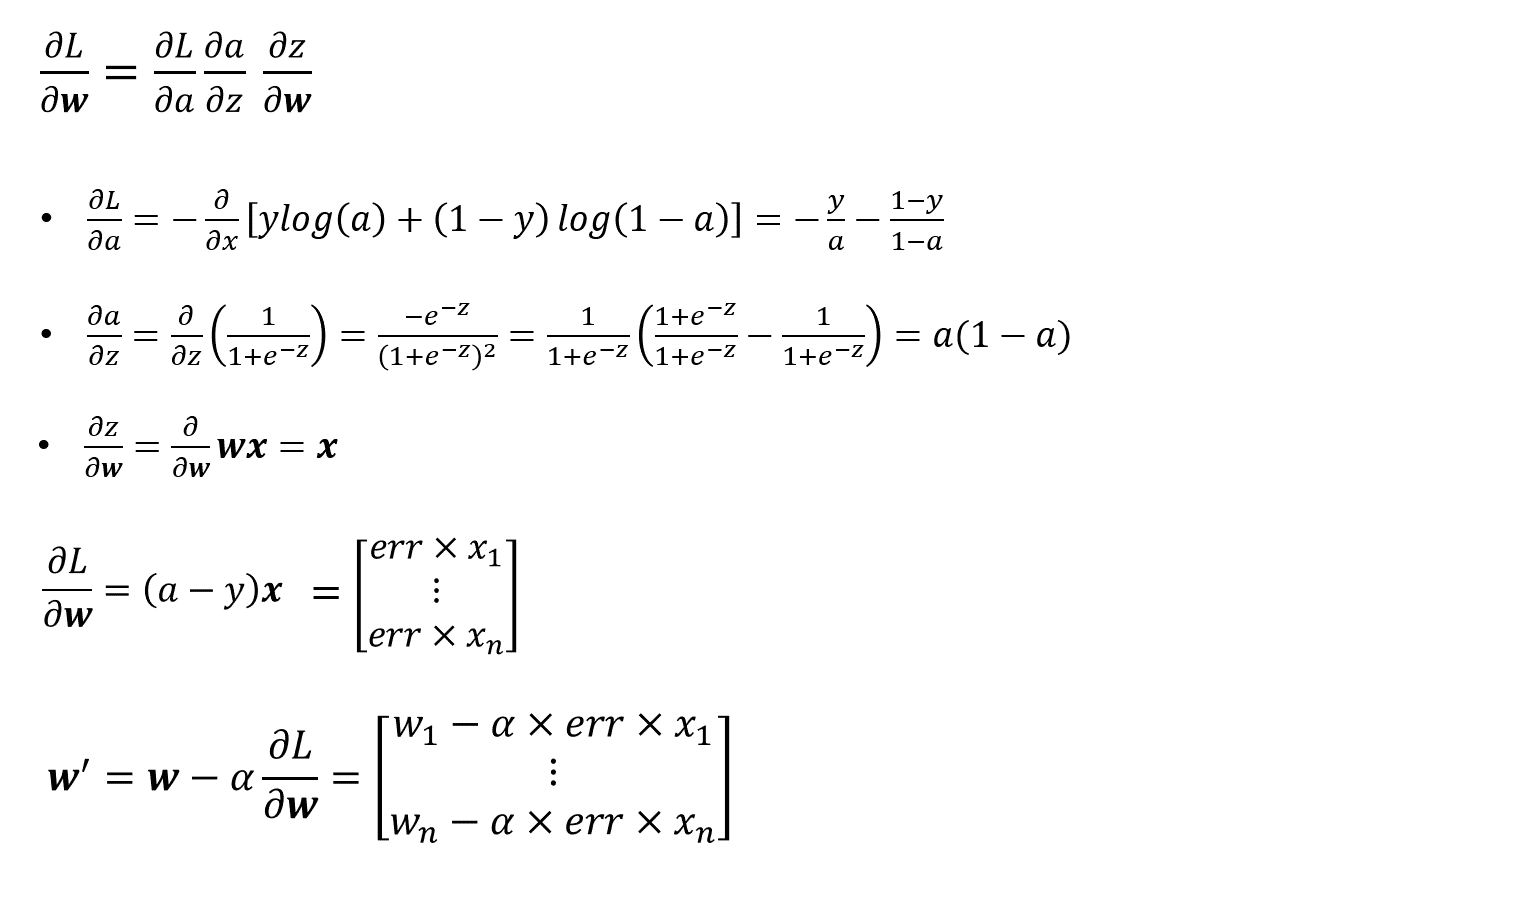 ∂L/∂w = ∂L/∂a ∂a/∂z ∂z/∂w
• ∂L/∂a = −∂/∂x [ylog(a) + (1 − y) log(1 − a)] = −y/a − 1−y/1−a
• ∂a/∂z = ∂/∂z (1/1+e^−z) = −e^−z/(1+e^−z)^2 = 1/1+e^−z (1+e^−z/1+e^−z − 1/1+e^−z) = a(1 − a)
• ∂z/∂w = ∂/∂w wx = x
∂L/∂w = (a − y)x = [err × x₁ ⋮ err × xₙ]
w′ = w − α ∂L/∂w = [w₁ − α × err × x₁ ⋮ wₙ − α × err × xₙ]